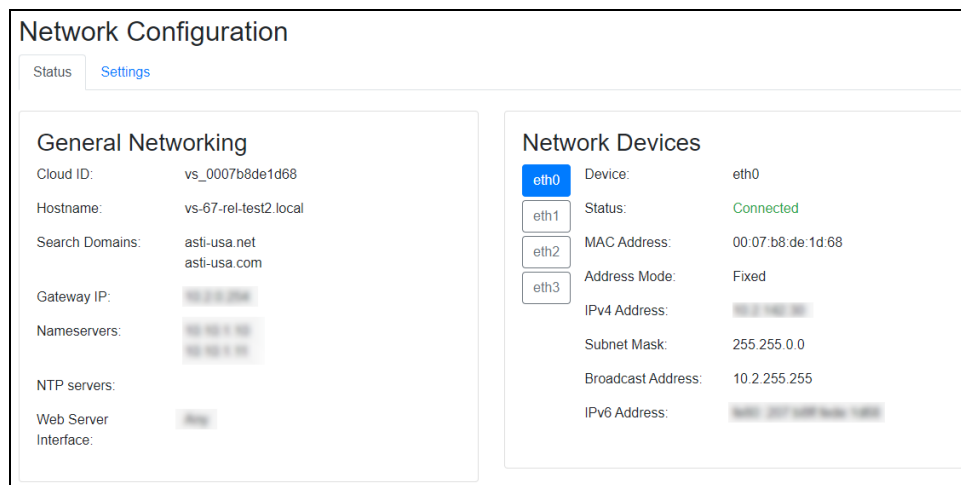 Network Configuration
Status Settings
General Networking
Cloud ID: vs_0007b8de1d68
Hostname: vs-67-rel-test2.local
Search Domains: asti-usa.net
asti-usa.com
Gateway IP:
Nameservers:
NTP servers:
Web Server
Interface:
Network Devices
eth0
eth1
eth2
eth3
Device: eth0
Status: Connected
MAC Address: 00:07:b8:de:1d:68
Address Mode: Fixed
IPv4 Address:
Subnet Mask: 255.255.0.0
Broadcast Address: 10.2.255.255
IPv6 Address: